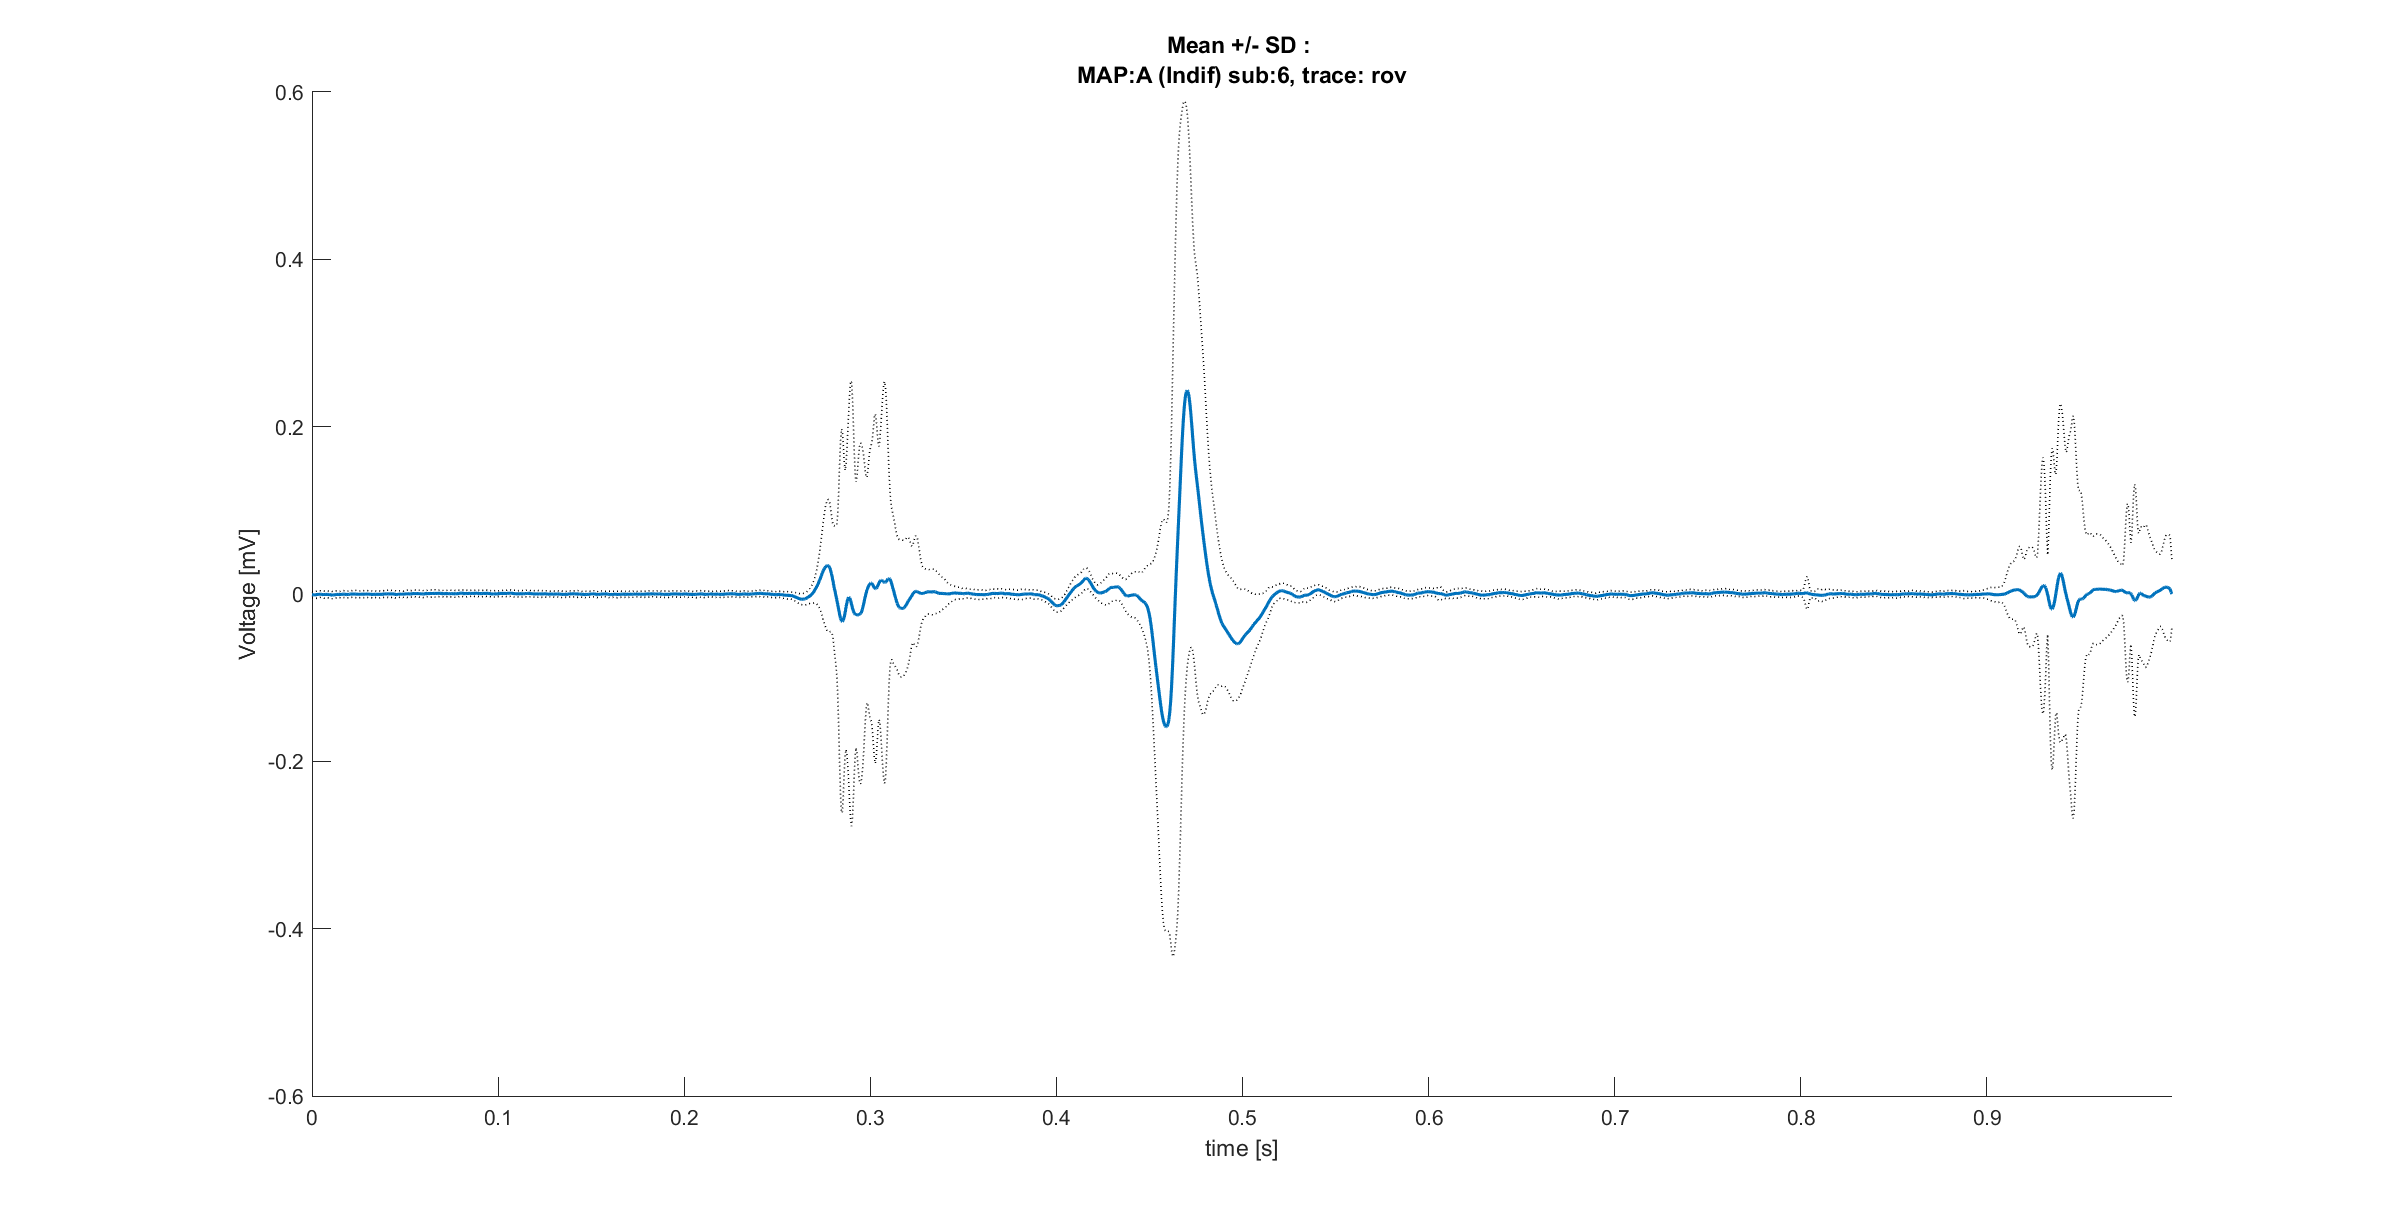 Mean +/- SD :
MAP:A (Indif) sub:6, trace: rov
0.6
0.4
0.2
0
-0.2
-0.4
-0.6
Voltage [mV]
0 0.1 0.2 0.3 0.4 0.5 0.6 0.7 0.8 0.9
time [s]